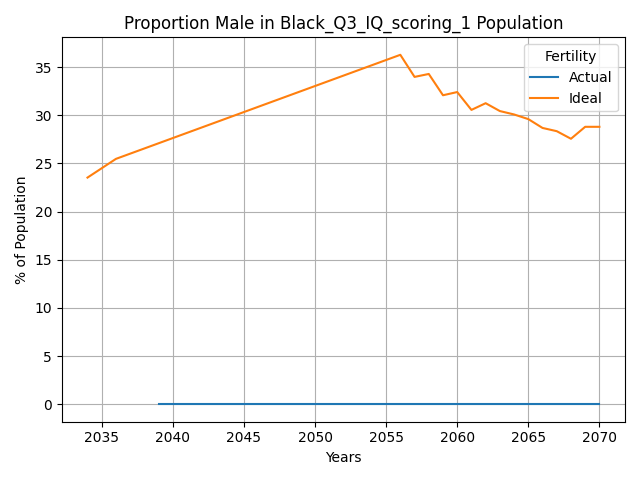 Proportion Male in Black_Q3_IQ_scoring_1 Population
Fertility
Actual
Ideal
% of Population
35
30
25
20
15
10
5
0
2035 2040 2045 2050 2055 2060 2065 2070
Years